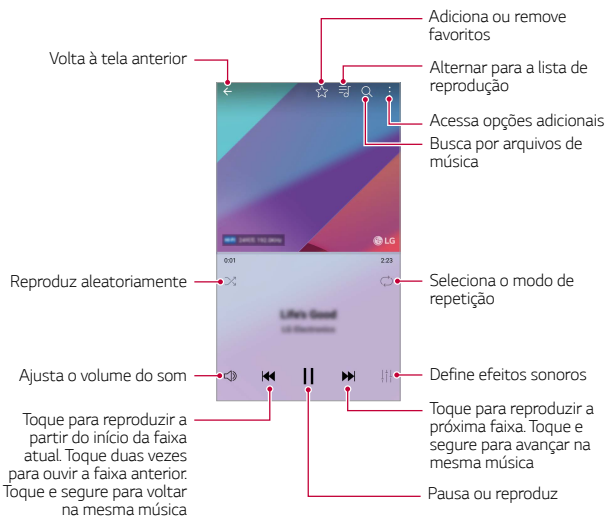 Adiciona ou remove
favoritos
Volta à tela anterior
Alternar para a lista de
reprodução
Acessa opções adicionais
Busca por arquivos de
música
LG
0:01
2:23
Reproduz aleatoriamente
Seleciona o modo de
repetição
Life's Good
LG Electronics
Ajusta o volume do som
Define efeitos sonoros
Toque para reproduzir a
partir do início da faixa
atual. Toque duas vezes
para ouvir a faixa anterior.
Toque e segure para voltar
na mesma música
Toque para reproduzir a
próxima faixa. Toque e
segure para avançar na
mesma música
Pausa ou reproduz